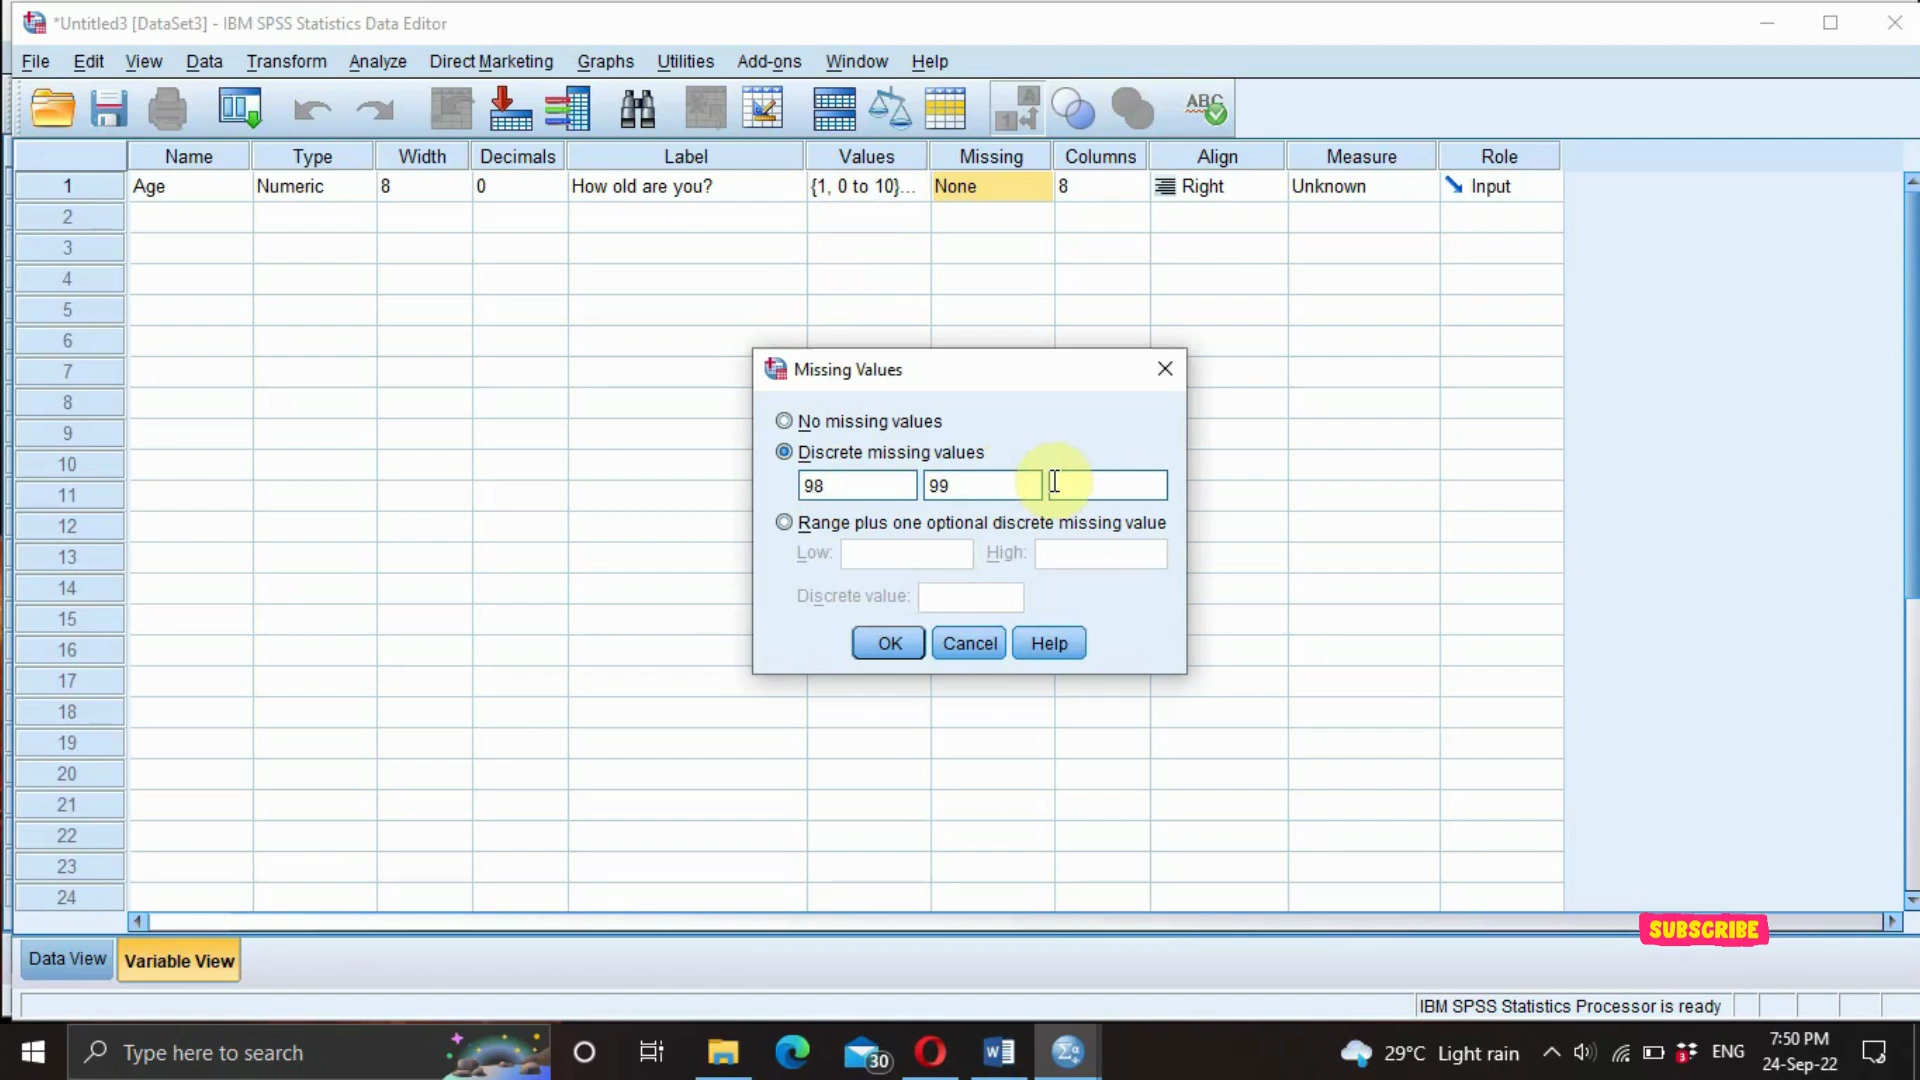 *Untitled3 [DataSet3] - IBM SPSS Statistics Data Editor
File Edit View Data Transform Analyze Direct Marketing Graphs Utilities Add-ons Window Help
ABC
Name Type Width Decimals Label Values Missing Columns Align Measure Role
1 Age Numeric 8 0 How old are you? {1, 0 to 10}... None 8 Right Unknown Input
2
3
4
5
6
7
8
9
10
11
12
13
14
15
16
17
18
19
20
21
22
23
24
Missing Values
No missing values
Discrete missing values
98 99
Range plus one optional discrete missing value
Low: High:
Discrete value:
OK Cancel Help
SUBSCRIBE
Data View Variable View
IBM SPSS Statistics Processor is ready
Type here to search
30
29°C Light rain
ENG
7:50 PM
24-Sep-22